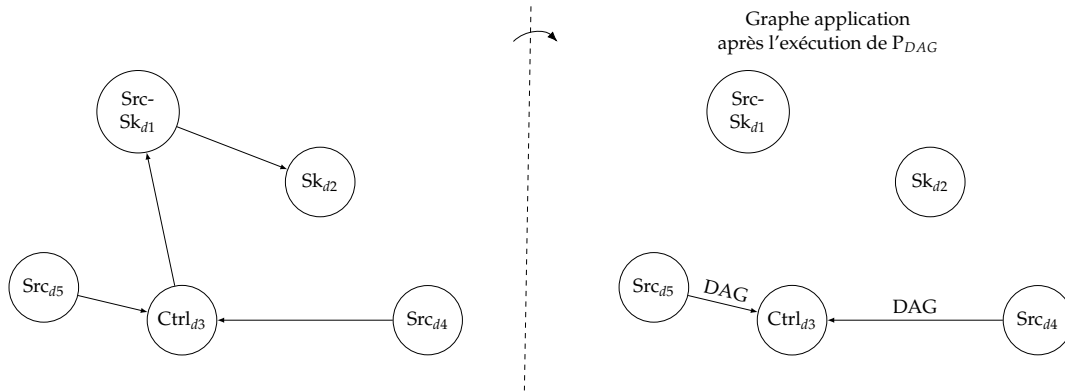 Graphe application
après l'exécution de P_DAG
Src-
Sk_d1
Sk_d2
Src_d5
Ctrl_d3
Src_d4
Src-
Sk_d1
Sk_d2
Src_d5
DAG
Ctrl_d3
DAG
Src_d4